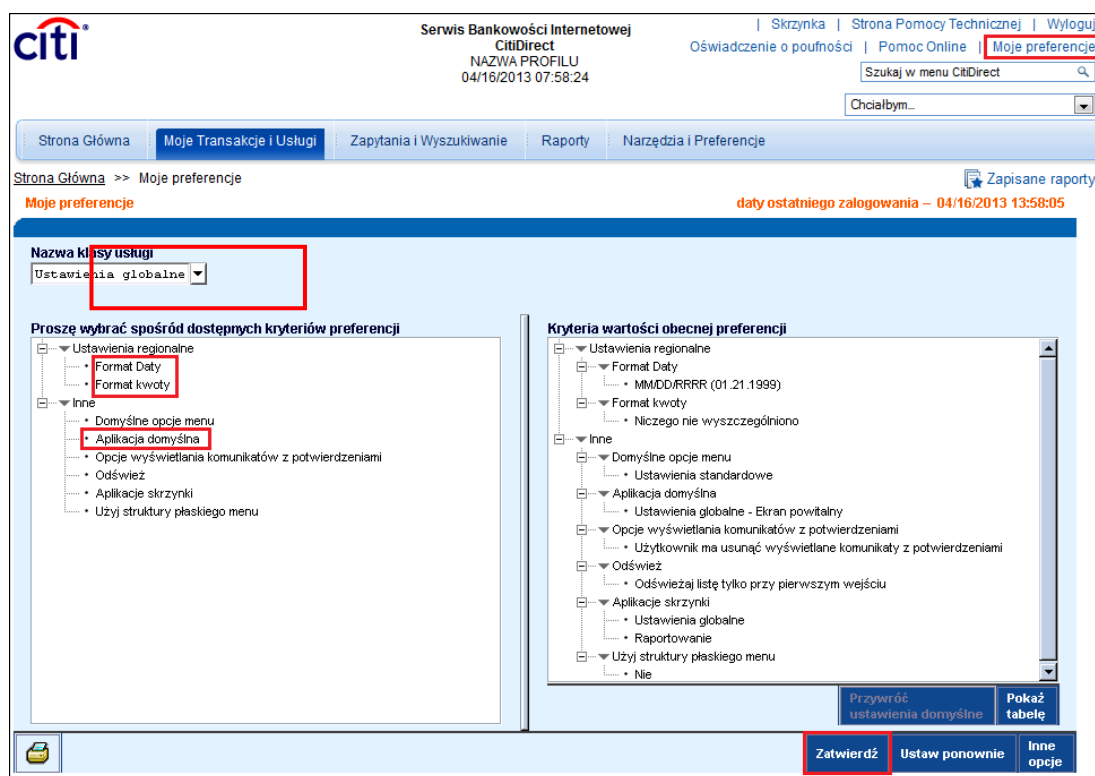 citi®
Serwis Bankowości Internetowej
CitiDirect
NAZWA PROFILU
04/16/2013 07:58:24
| Skrzynka | Strona Pomocy Technicznej | Wyloguj
Oświadczenie o poufności | Pomoc Online | Moje preferencje
Szukaj w menu CitiDirect
Chciałbym...
Strona Główna Moje Transakcje i Usługi Zapytania i Wyszukiwanie Raporty Narzędzia i Preferencje
Strona Główna >> Moje preferencje
Zapisane raporty
Moje preferencje
daty ostatniego zalogowania – 04/16/2013 13:58:05
Nazwa klasy usługi
Ustawienia globalne
Proszę wybrać spośród dostępnych kryteriów preferencji
Ustawienia regionalne
• Format Daty
• Format kwoty
Inne
• Domyślne opcje menu
• Aplikacja domyślna
• Opcje wyświetlania komunikatów z potwierdzeniami
• Odśwież
• Aplikacje skrzynki
• Użyj struktury płaskiego menu
Kryteria wartości obecnej preferencji
Ustawienia regionalne
Format Daty
• MM/DD/RRRR (01.21.1999)
Format kwoty
• Niczego nie wyszczególniono
Inne
Domyślne opcje menu
• Ustawienia standardowe
Aplikacja domyślna
• Ustawienia globalne - Ekran powitalny
Opcje wyświetlania komunikatów z potwierdzeniami
• Użytkownik ma usunąć wyświetlane komunikaty z potwierdzeniami
Odśwież
• Odświeżaj listę tylko przy pierwszym wejściu
Aplikacje skrzynki
• Ustawienia globalne
• Raportowanie
Użyj struktury płaskiego menu
• Nie
Przywróć
ustawienia domyślne
Pokaż
tabelę
Zatwierdź
Ustaw ponownie
Inne
opcje